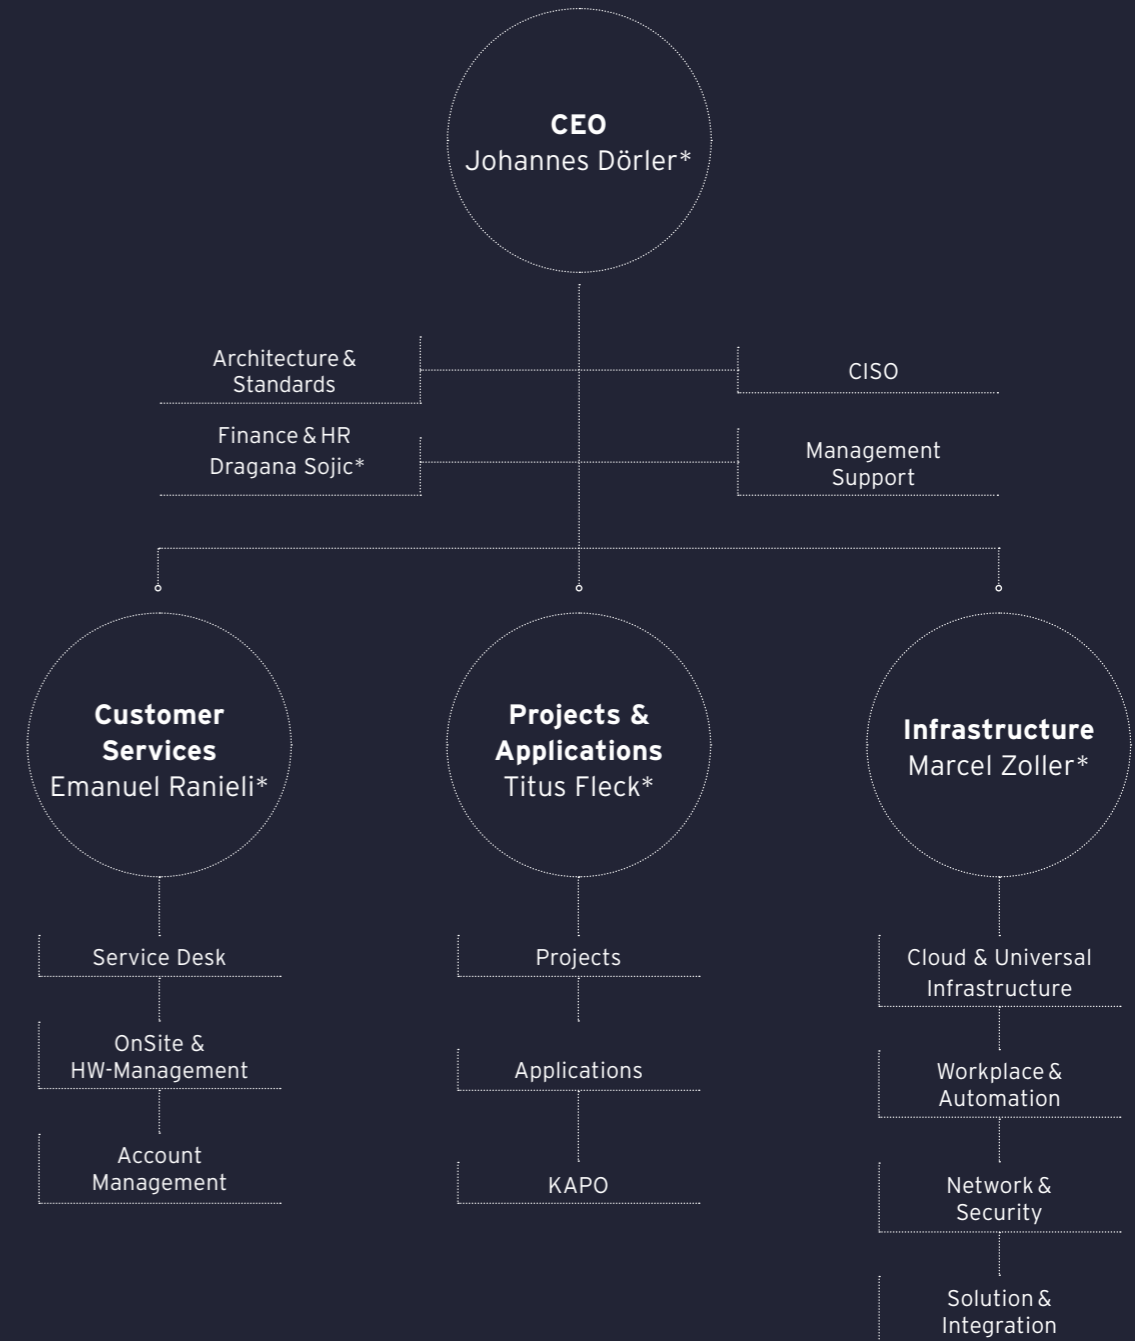 CEO
Johannes Dörler*
Architecture &
Standards
CISO
Finance & HR
Dragana Sojic*
Management
Support
Customer
Services
Emanuel Ranieli*
Projects &
Applications
Titus Fleck*
Infrastructure
Marcel Zoller*
Service Desk
OnSite &
HW-Management
Account
Management
Projects
Applications
KAPO
Cloud & Universal
Infrastructure
Workplace &
Automation
Network &
Security
Solution &
Integration